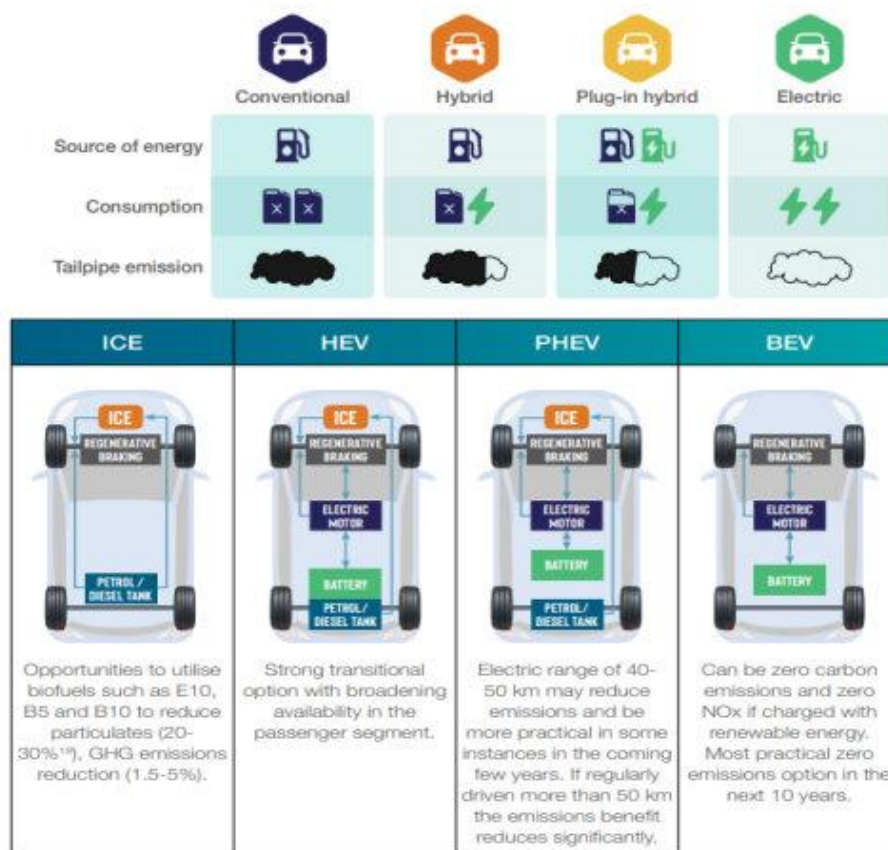 Conventional
Hybrid
Plug-in hybrid
Electric
Source of energy
Consumption
Tailpipe emission
ICE
HEV
PHEV
BEV
ICE
REGENERATIVE
BRAKING
PETROL/
DIESEL TANK
ICE
REGENERATIVE
BRAKING
ELECTRIC
MOTOR
BATTERY
PETROL/
DIESEL TANK
ICE
REGENERATIVE
BRAKING
ELECTRIC
MOTOR
BATTERY
PETROL/
DIESEL TANK
REGENERATIVE
BRAKING
ELECTRIC
MOTOR
BATTERY
Opportunities to utilise
biofuels such as E10,
B5 and B10 to reduce
particulates (20-
30%¹⁹), GHG emissions
reduction (1.5-5%).
Strong transitional
option with broadening
availability in the
passenger segment.
Electric range of 40-
50 km may reduce
emissions and be
more practical in some
instances in the coming
few years. If regularly
driven more than 50 km
the emissions benefit
reduces significantly.
Can be zero carbon
emissions and zero
NOx if charged with
renewable energy.
Most practical zero
emissions option in the
next 10 years.